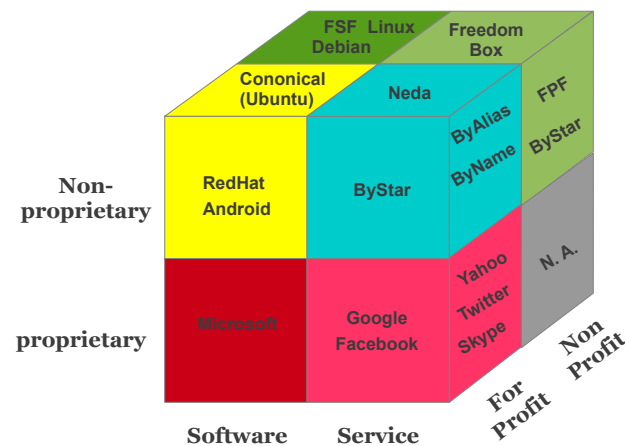 FSF Linux
Debian
Freedom
Box
Cononical
(Ubuntu)
Neda
FPF
ByStar
ByAlias
ByName
Non-
proprietary
RedHat
Android
ByStar
N. A.
Yahoo
Twitter
Skype
proprietary
Microsoft
Google
Facebook
Non
Profit
For
Profit
Software
Service